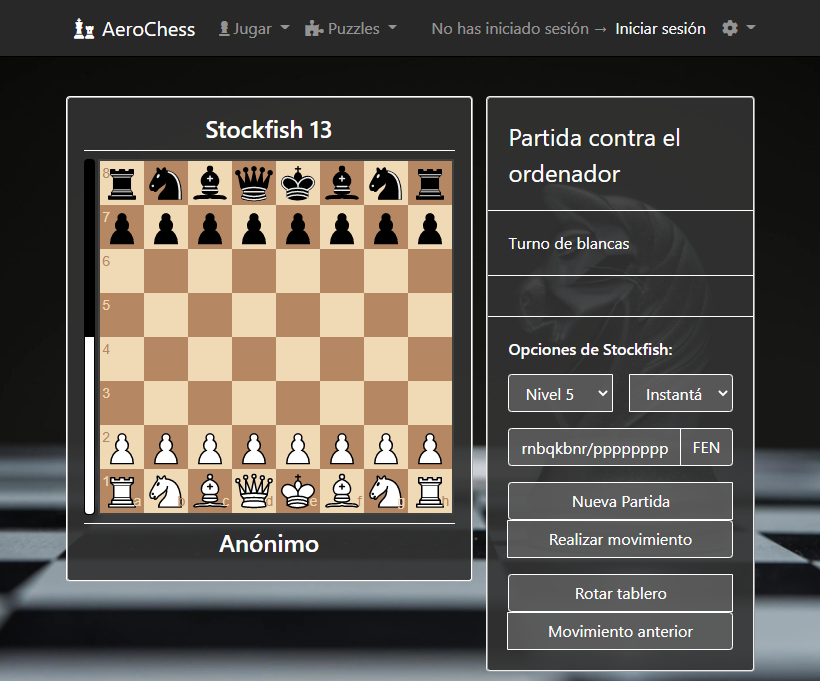 AeroChess Jugar Puzzles No has iniciado sesión → Iniciar sesión
Stockfish 13
8
7
6
5
4
3
2
1 a b c d e f g h
Anónimo
Partida contra el
ordenador
Turno de blancas
Opciones de Stockfish:
Nivel 5 Instantá
rnbqkbnr/pppppppp FEN
Nueva Partida
Realizar movimiento
Rotar tablero
Movimiento anterior